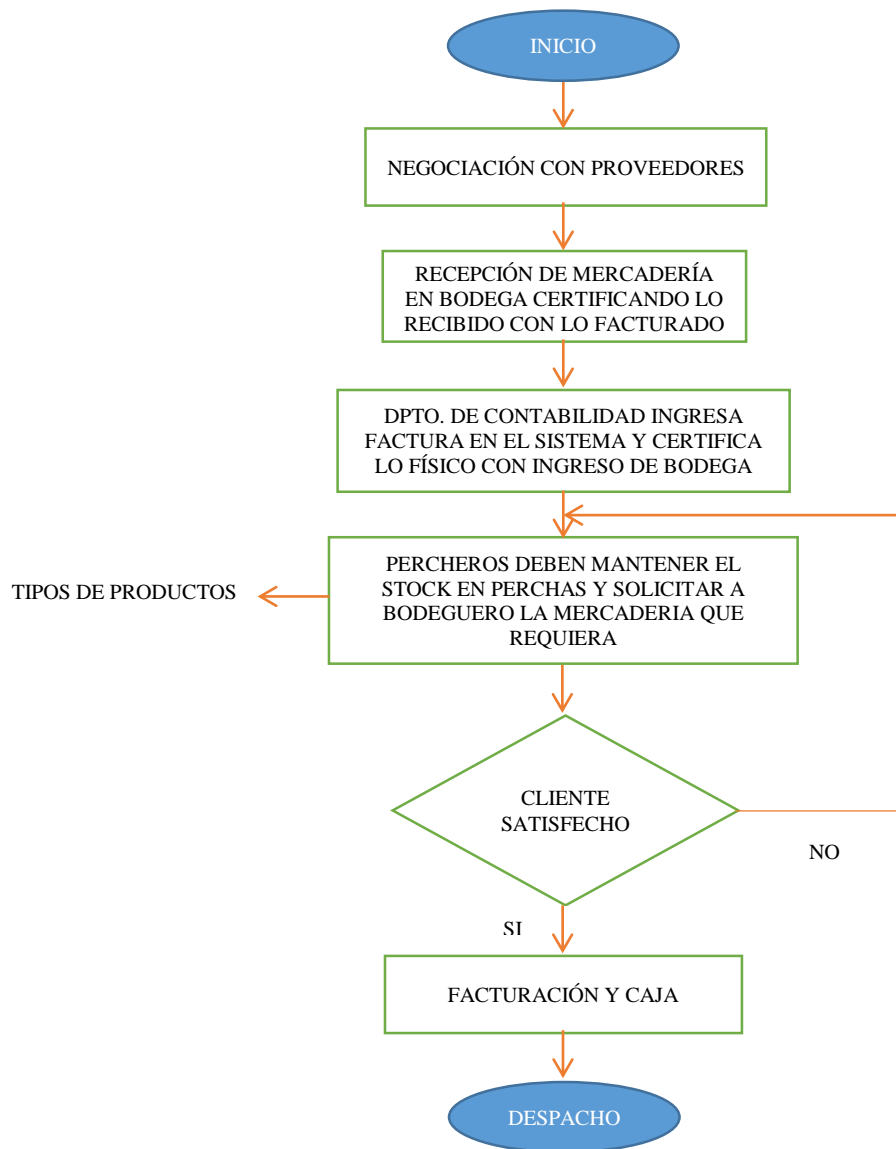 INICIO
NEGOCIACIÓN CON PROVEEDORES
RECEPCIÓN DE MERCADERÍA
EN BODEGA CERTIFICANDO LO
RECIBIDO CON LO FACTURADO
DPTO. DE CONTABILIDAD INGRESA
FACTURA EN EL SISTEMA Y CERTIFICA
LO FÍSICO CON INGRESO DE BODEGA
PERCHEROS DEBEN MANTENER EL
STOCK EN PERCHAS Y SOLICITAR A
BODEGUERO LA MERCADERIA QUE
REQUIERA
TIPOS DE PRODUCTOS
CLIENTE
SATISFECHO
NO
SI
FACTURACIÓN Y CAJA
DESPACHO